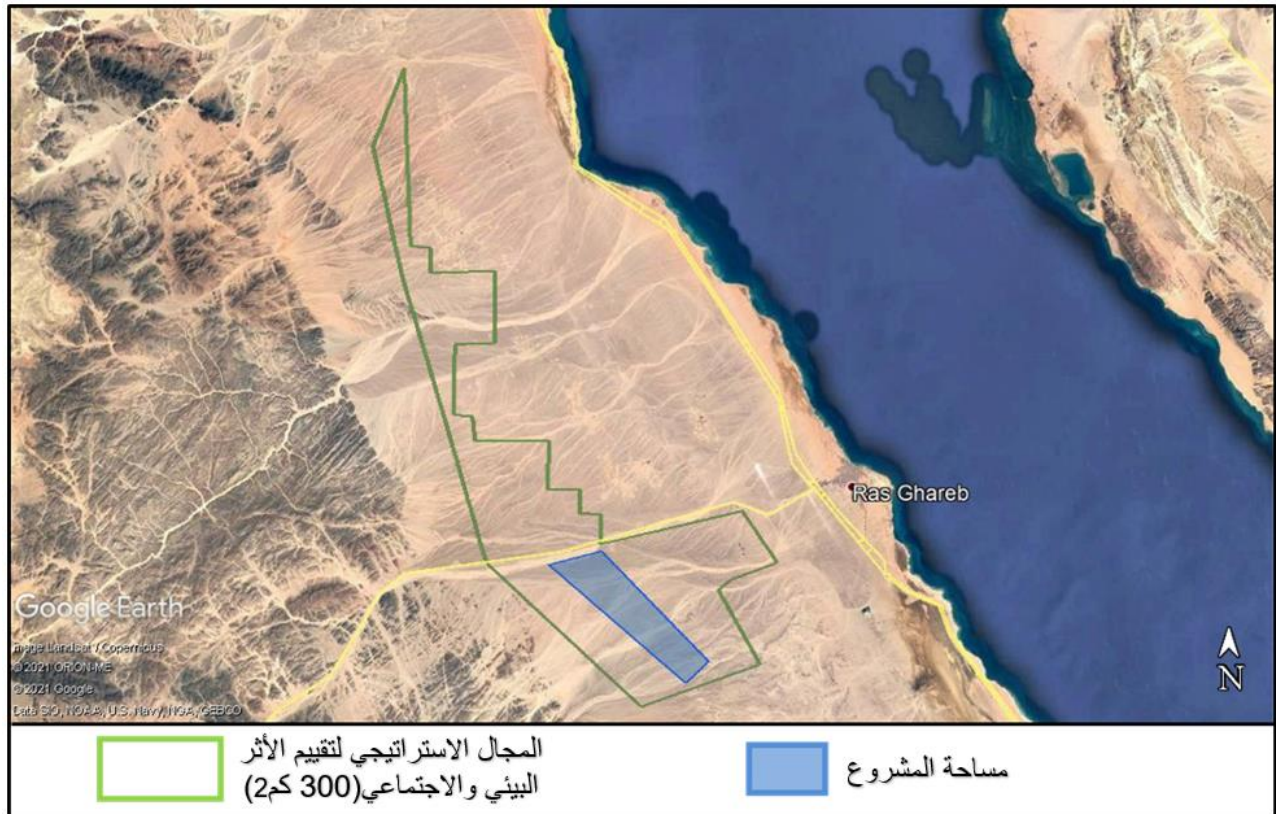 Ras Ghareb
Google Earth
Image Landsat / Copernicus
© 2021 ORION-ME
© 2021 Google
Data SIO, NOAA, U.S. Navy, NGA, GEBCO
N
مساحة المشروع
المجال الاستراتيجي لتقييم الأثر
البيئي والاجتماعي(300 كم2)